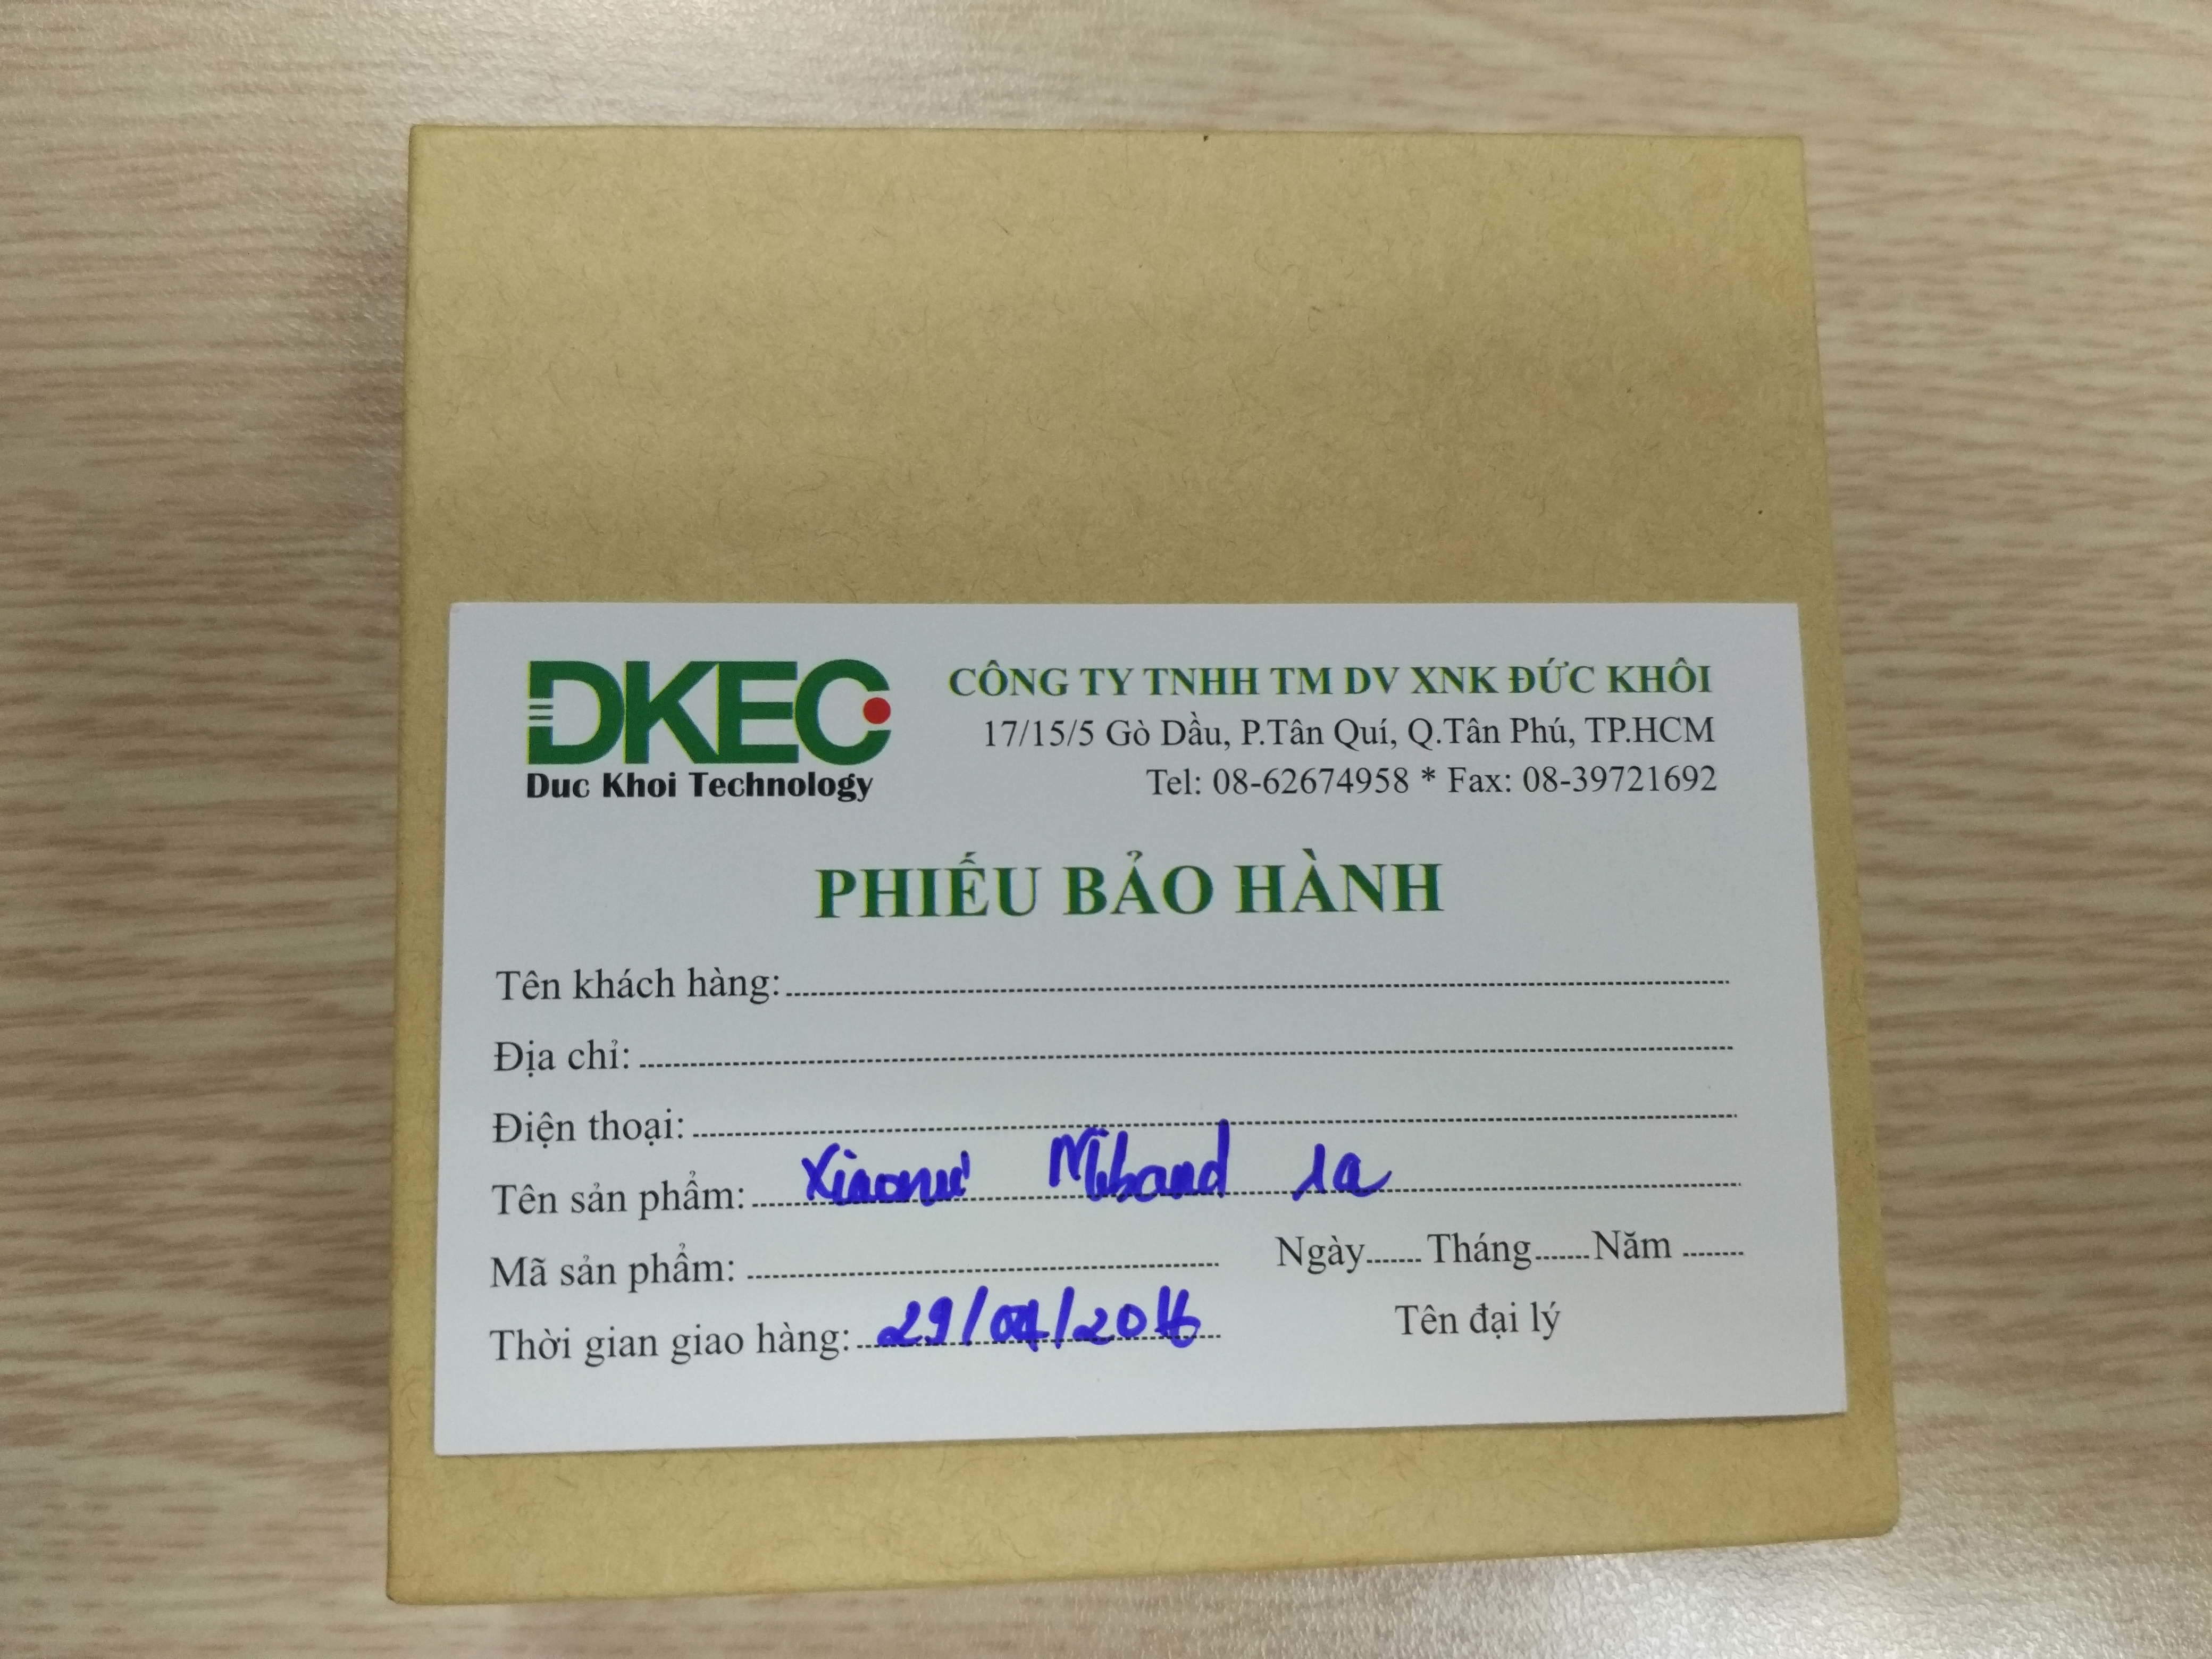 DKEC
Duc Khoi Technology
CÔNG TY TNHH TM DV XNK ĐỨC KHÔI
17/15/5 Gò Dầu, P.Tân Quí, Q.Tân Phú, TP.HCM
Tel: 08-62674958 * Fax: 08-39721692
PHIẾU BẢO HÀNH
Tên khách hàng:
Địa chỉ:
Điện thoại:
Tên sản phẩm: Xiaomi Miband 1a
Mã sản phẩm: Ngày Tháng Năm
Thời gian giao hàng: 29/04/2016
Tên đại lý